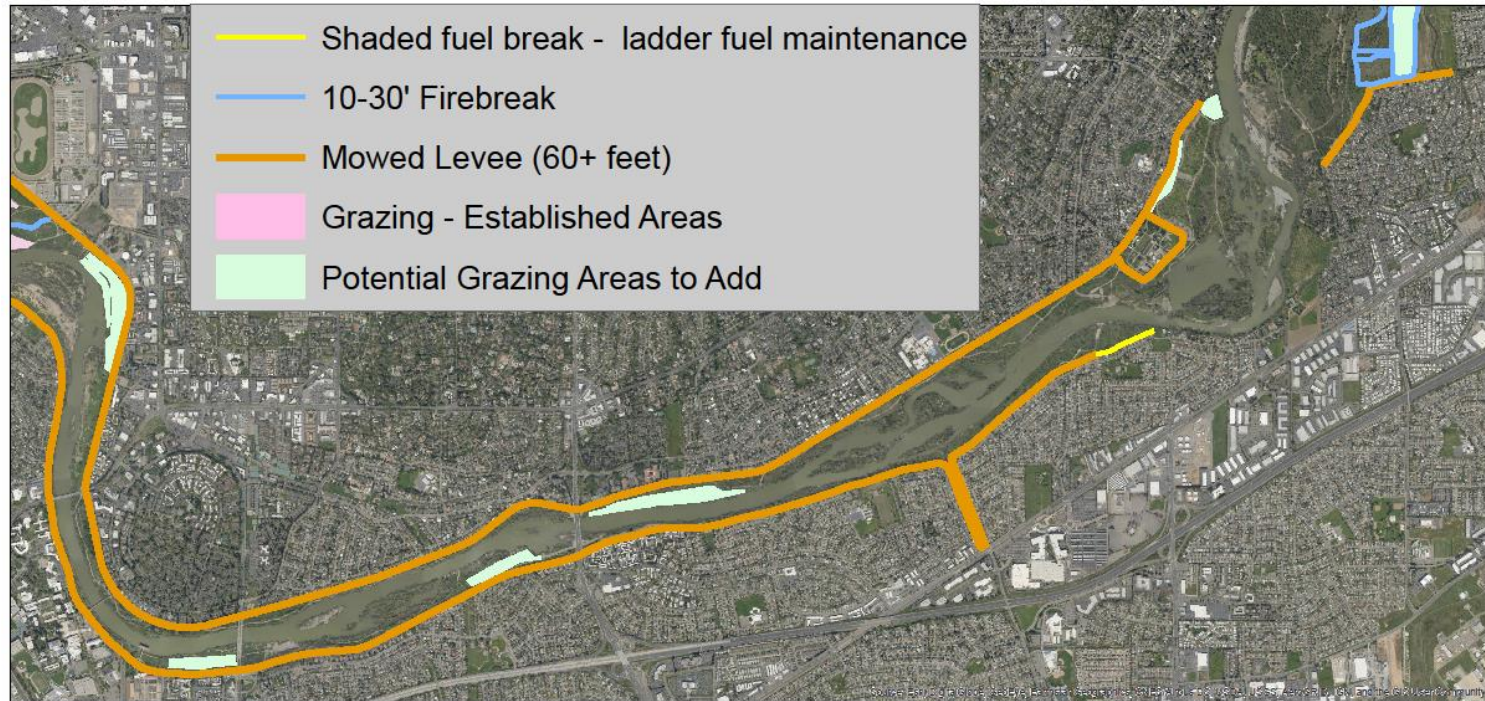 Shaded fuel break - ladder fuel maintenance
10-30' Firebreak
Mowed Levee (60+ feet)
Grazing - Established Areas
Potential Grazing Areas to Add